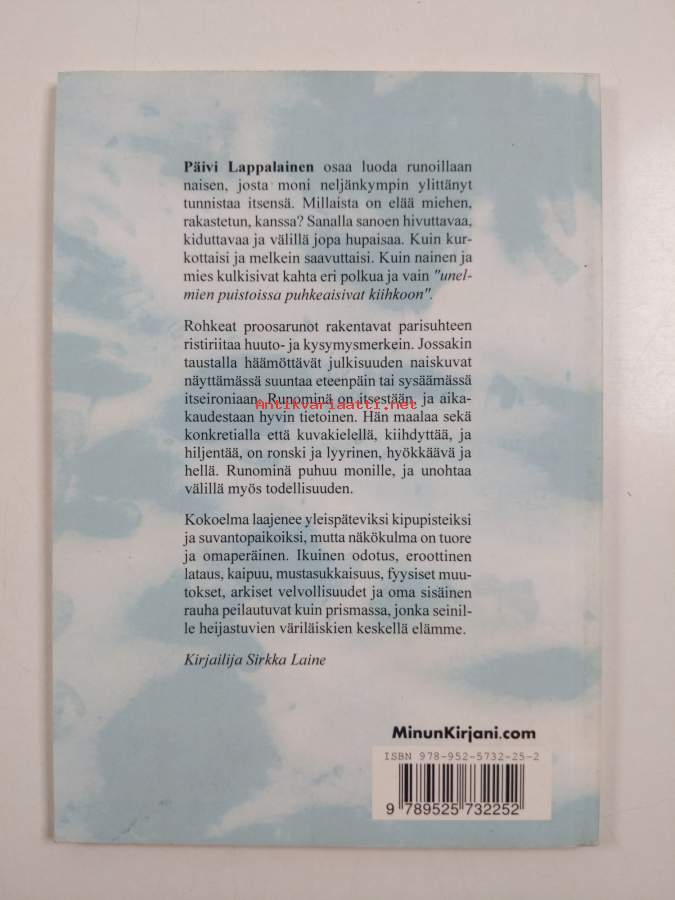 Päivi Lappalainen osaa luoda runoillaan
naisen, josta moni neljänkympin ylittänyt
tunnistaa itsensä. Millaista on elää miehen,
rakastetun, kanssa? Sanalla sanoen hivuttavaa,
kiduttavaa ja välillä jopa hupaisaa. Kuin kur-
kottaisi ja melkein saavuttaisi. Kuin nainen ja
mies kulkisivat kahta eri polkua ja vain "unel-
mien puistoissa puhkeaisivat kiihkoon".
Rohkeat proosarunot rakentavat parisuhteen
ristiriitaa huuto- ja kysymysmerkein. Jossakin
taustalla häämöttävät julkisuuden naiskuvat
näyttämässä suuntaa eteenpäin tai sysäämässä
itseironiaan. Runominä on itsestään, ja aika-
Antikvariaatti.net
kaudestaan hyvin tietoinen. Hän maalaa sekä
konkretialla että kuvakielellä, kiihdyttää, ja
hiljentää, on ronski ja lyyrinen, hyökkäävä ja
hellä. Runominä puhuu monille, ja unohtaa
välillä myös todellisuuden.
Kokoelma laajenee yleispäteviksi kipupisteiksi
ja suvantopaikoiksi, mutta näkökulma on tuore
ja omaperäinen. Ikuinen odotus, eroottinen
lataus, kaipuu, mustasukkaisuus, fyysiset muu-
tokset, arkiset velvollisuudet ja oma sisäinen
rauha peilautuvat kuin prismassa, jonka seinil-
le heijastuvien väriläiskien keskellä elämme.
Kirjailija Sirkka Laine
MinunKirjani.com
ISBN 978-952-5732-25-2
9 789525 732252